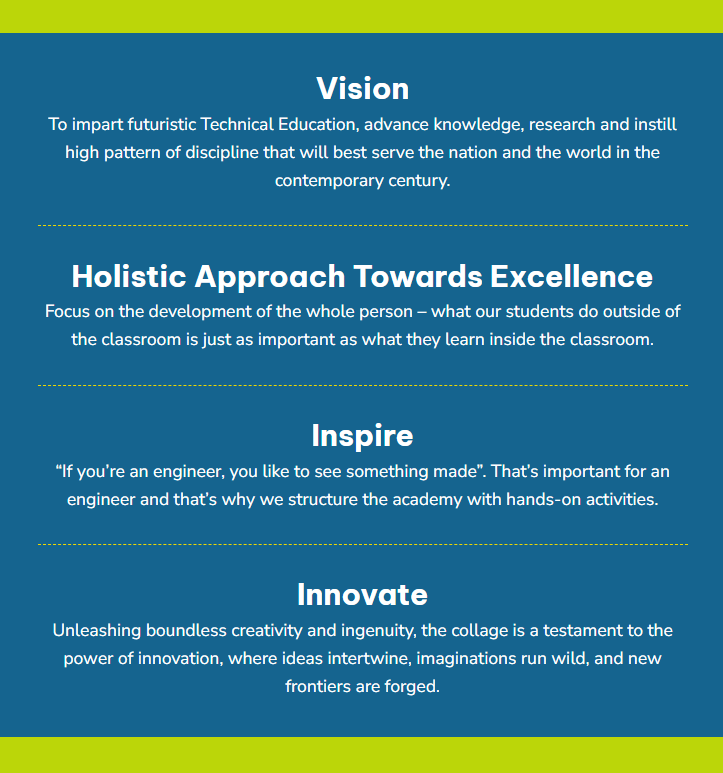 Vision
To impart futuristic Technical Education, advance knowledge, research and instill
high pattern of discipline that will best serve the nation and the world in the
contemporary century.
Holistic Approach Towards Excellence
Focus on the development of the whole person – what our students do outside of
the classroom is just as important as what they learn inside the classroom.
Inspire
“If you’re an engineer, you like to see something made”. That’s important for an
engineer and that’s why we structure the academy with hands-on activities.
Innovate
Unleashing boundless creativity and ingenuity, the collage is a testament to the
power of innovation, where ideas intertwine, imaginations run wild, and new
frontiers are forged.